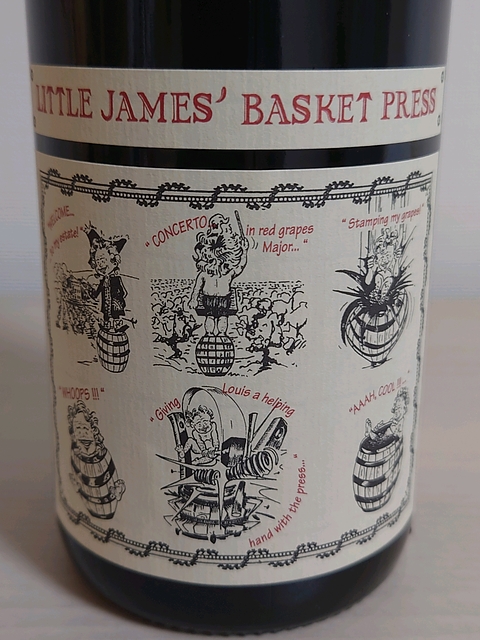 LITTLE JAMES' BASKET PRESS
"WELCOME
my estate!
"CONCERTO
in red grapes
Major..."
"Stamping my grapes!"
"WHOOPS !!!"
"Giving
Louis a helping
hand with the press..."
"AAAH, COOL !!!..."